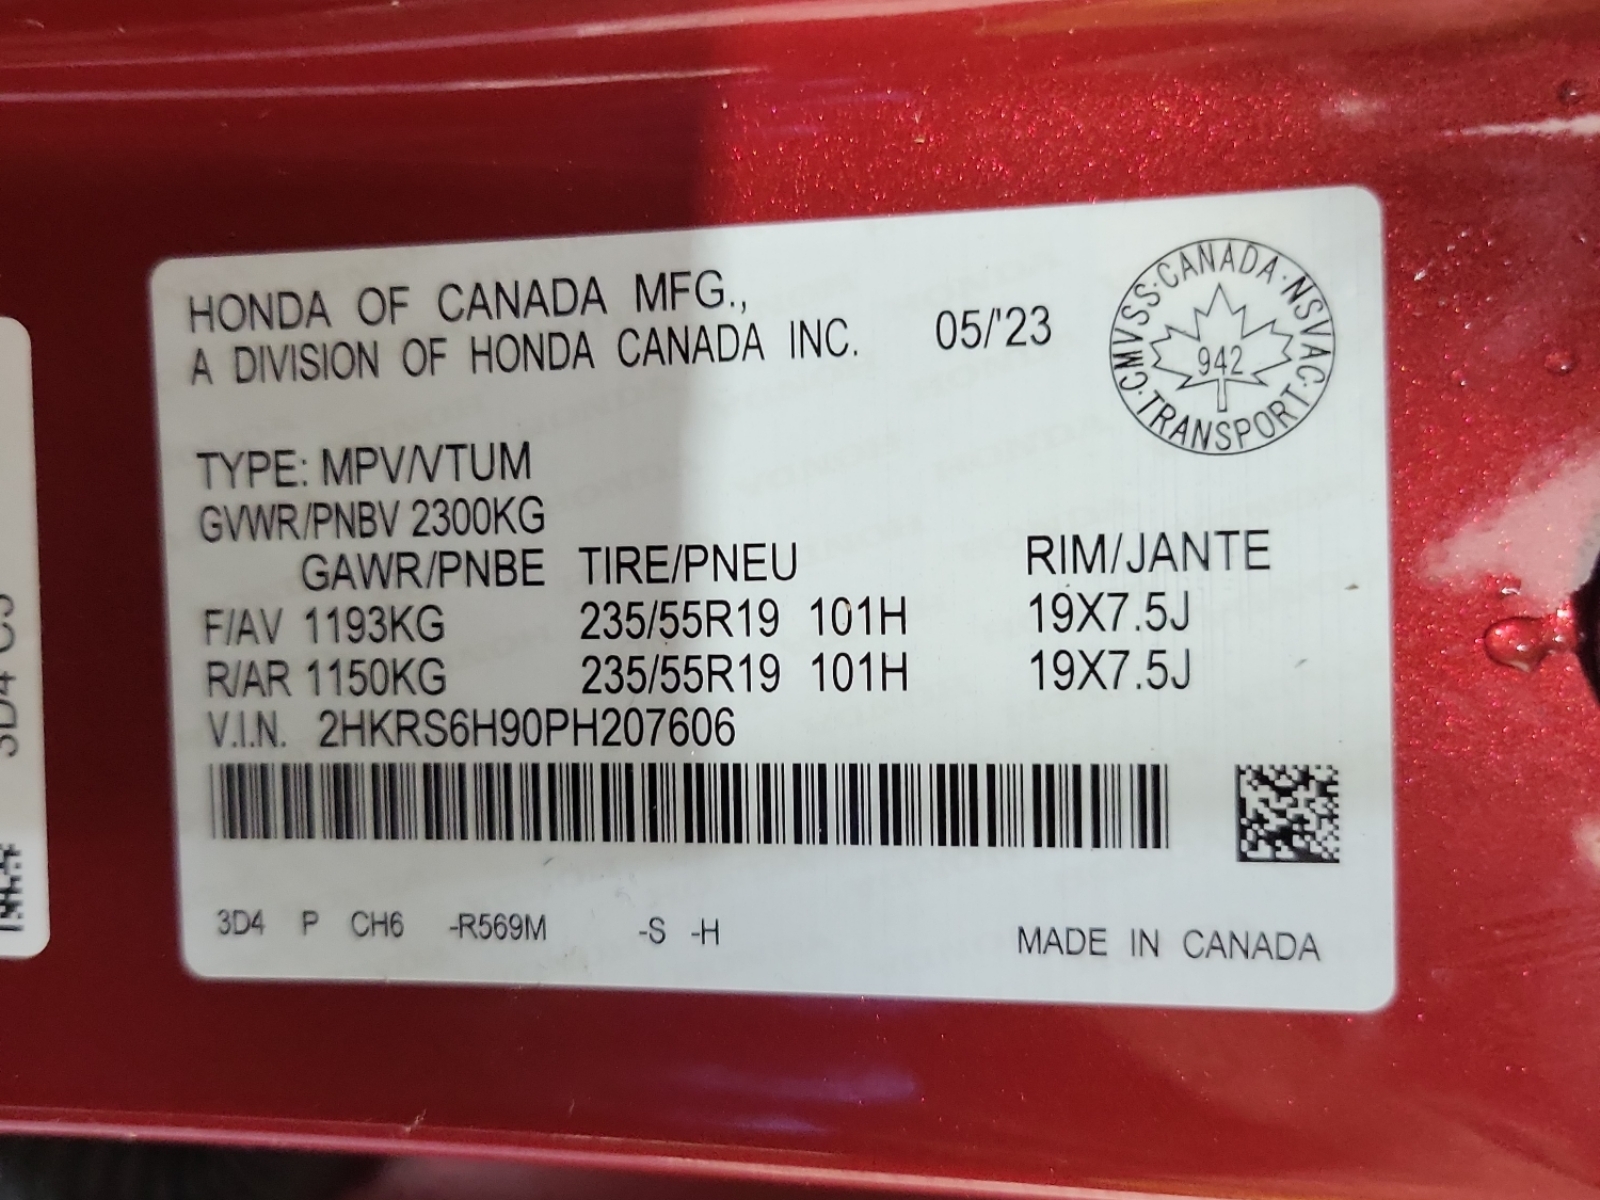 HONDA OF CANADA MFG.,
A DIVISION OF HONDA CANADA INC. 05/'23
CMVSS·CANADA·NSVAC·TRANSPORT·
942
TYPE: MPV/VTUM
GVWR/PNBV 2300KG
GAWR/PNBE TIRE/PNEU RIM/JANTE
F/AV 1193KG 235/55R19 101H 19X7.5J
R/AR 1150KG 235/55R19 101H 19X7.5J
V.I.N. 2HKRS6H90PH207606
3D4 P CH6 -R569M -S -H
MADE IN CANADA